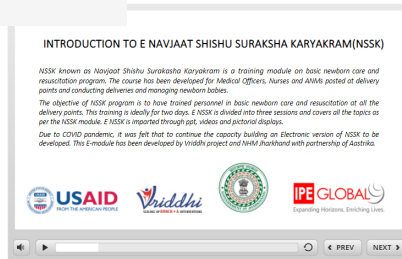 INTRODUCTION TO E NAVJAAT SHISHU SURAKSHA KARYAKRAM(NSSK)
NSSK known as Navjaat Shishu Surakasha Karyakram is a training module on basic newborn care and
resuscitation program. The course has been developed for Medical Officers, Nurses and ANMs posted at delivery
points and conducting deliveries and managing newborn babies.
The objective of NSSK program is to have trained personnel in basic newborn care and resuscitation at all the
delivery points. This training is ideally for two days. E NSSK is divided into three sessions and covers all the topics as
per the NSSK module. E NSSK is imparted through ppt, videos and pictorial displays.
Due to COVID pandemic, it was felt that to continue the capacity building an Electronic version of NSSK to be
developed. This E-module has been developed by Vriddhi project and NHM Jharkhand with partnership of Aastrika.
USAID
FROM THE AMERICAN PEOPLE
Vriddhi
IPE GLOBAL
Expanding Horizons. Enriching Lives.
PREV
NEXT